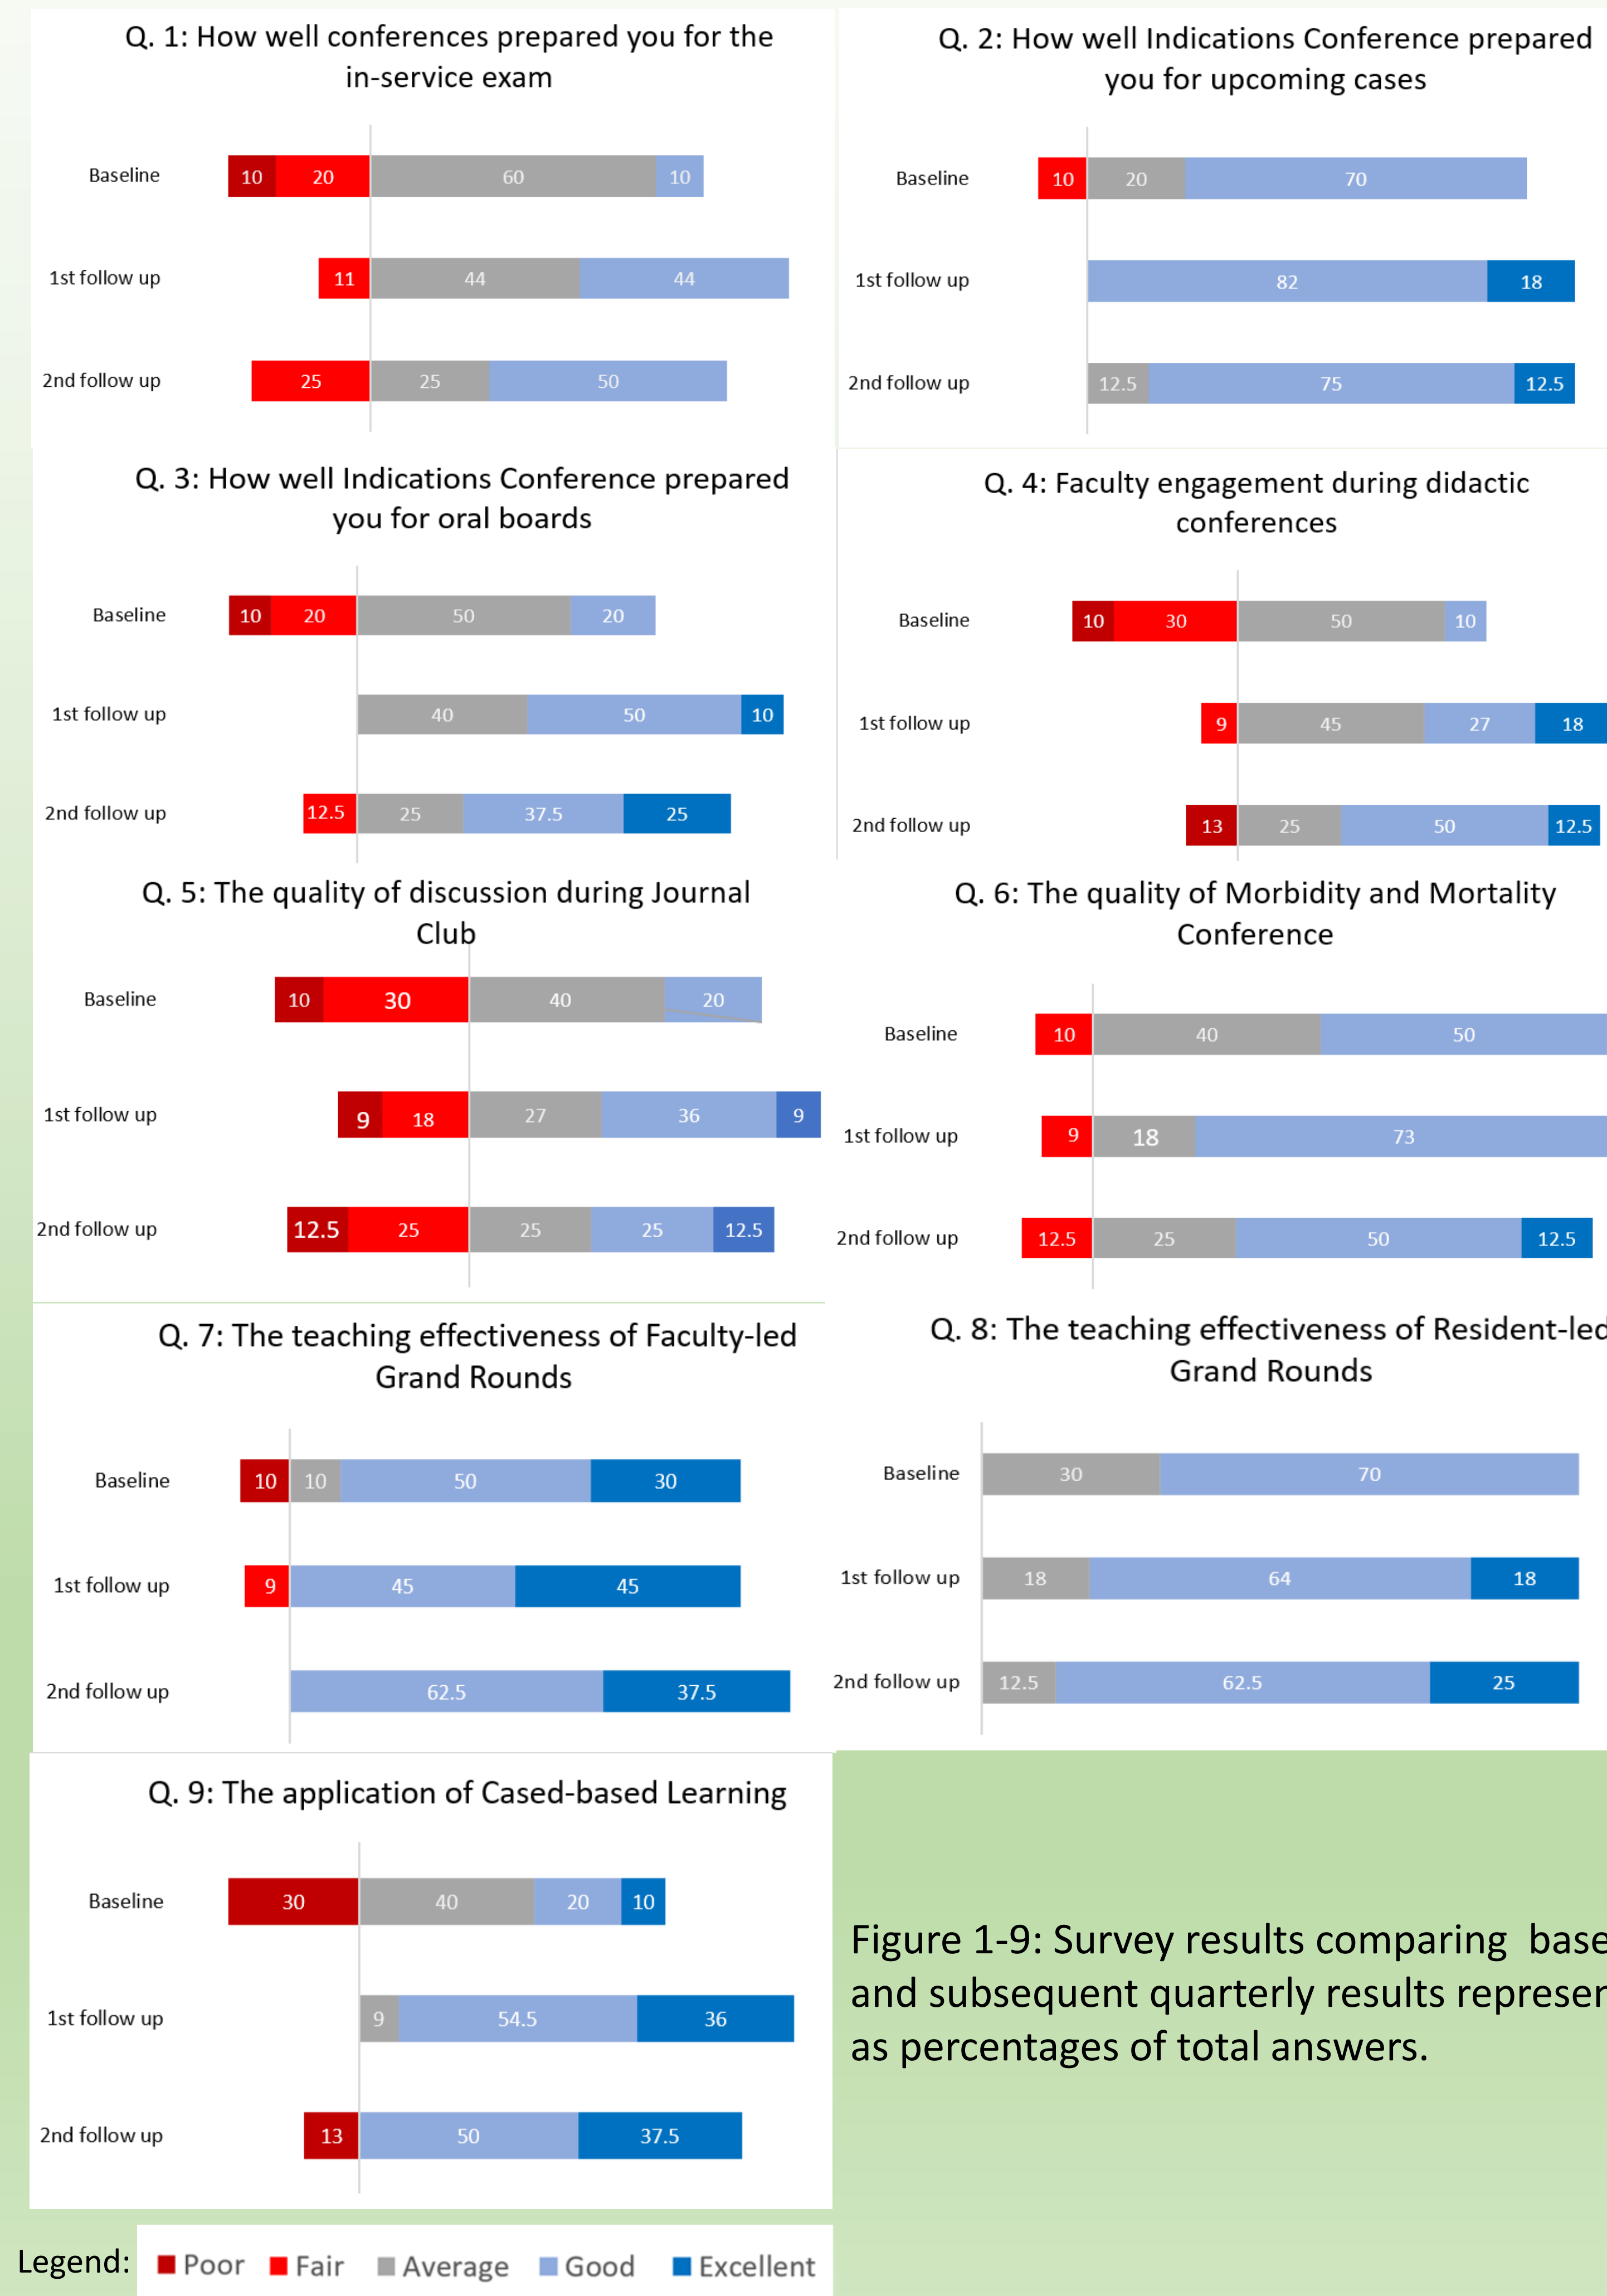 Q. 1: How well conferences prepared you for the
in-service exam
Baseline 10 20 60 10
1st follow up 11 44 44
2nd follow up 25 25 50
Q. 2: How well Indications Conference prepared
you for upcoming cases
Baseline 10 20 70
1st follow up 82 18
2nd follow up 12.5 75 12.5
Q. 3: How well Indications Conference prepared
you for oral boards
Baseline 10 20 50 20
1st follow up 40 50 10
2nd follow up 12.5 25 37.5 25
Q. 4: Faculty engagement during didactic
conferences
Baseline 10 30 50 10
1st follow up 9 45 27 18
2nd follow up 13 25 50 12.5
Q. 5: The quality of discussion during Journal
Club
Baseline 10 30 40 20
1st follow up 9 18 27 36 9
2nd follow up 12.5 25 25 25 12.5
Q. 6: The quality of Morbidity and Mortality
Conference
Baseline 10 40 50
1st follow up 9 18 73
2nd follow up 12.5 25 50 12.5
Q. 7: The teaching effectiveness of Faculty-led
Grand Rounds
Baseline 10 10 50 30
1st follow up 9 45 45
2nd follow up 62.5 37.5
Q. 8: The teaching effectiveness of Resident-led
Grand Rounds
Baseline 30 70
1st follow up 18 64 18
2nd follow up 12.5 62.5 25
Q. 9: The application of Cased-based Learning
Baseline 30 40 20 10
1st follow up 9 54.5 36
2nd follow up 13 50 37.5
Figure 1-9: Survey results comparing base
and subsequent quarterly results represen
as percentages of total answers.
Legend: Poor Fair Average Good Excellent